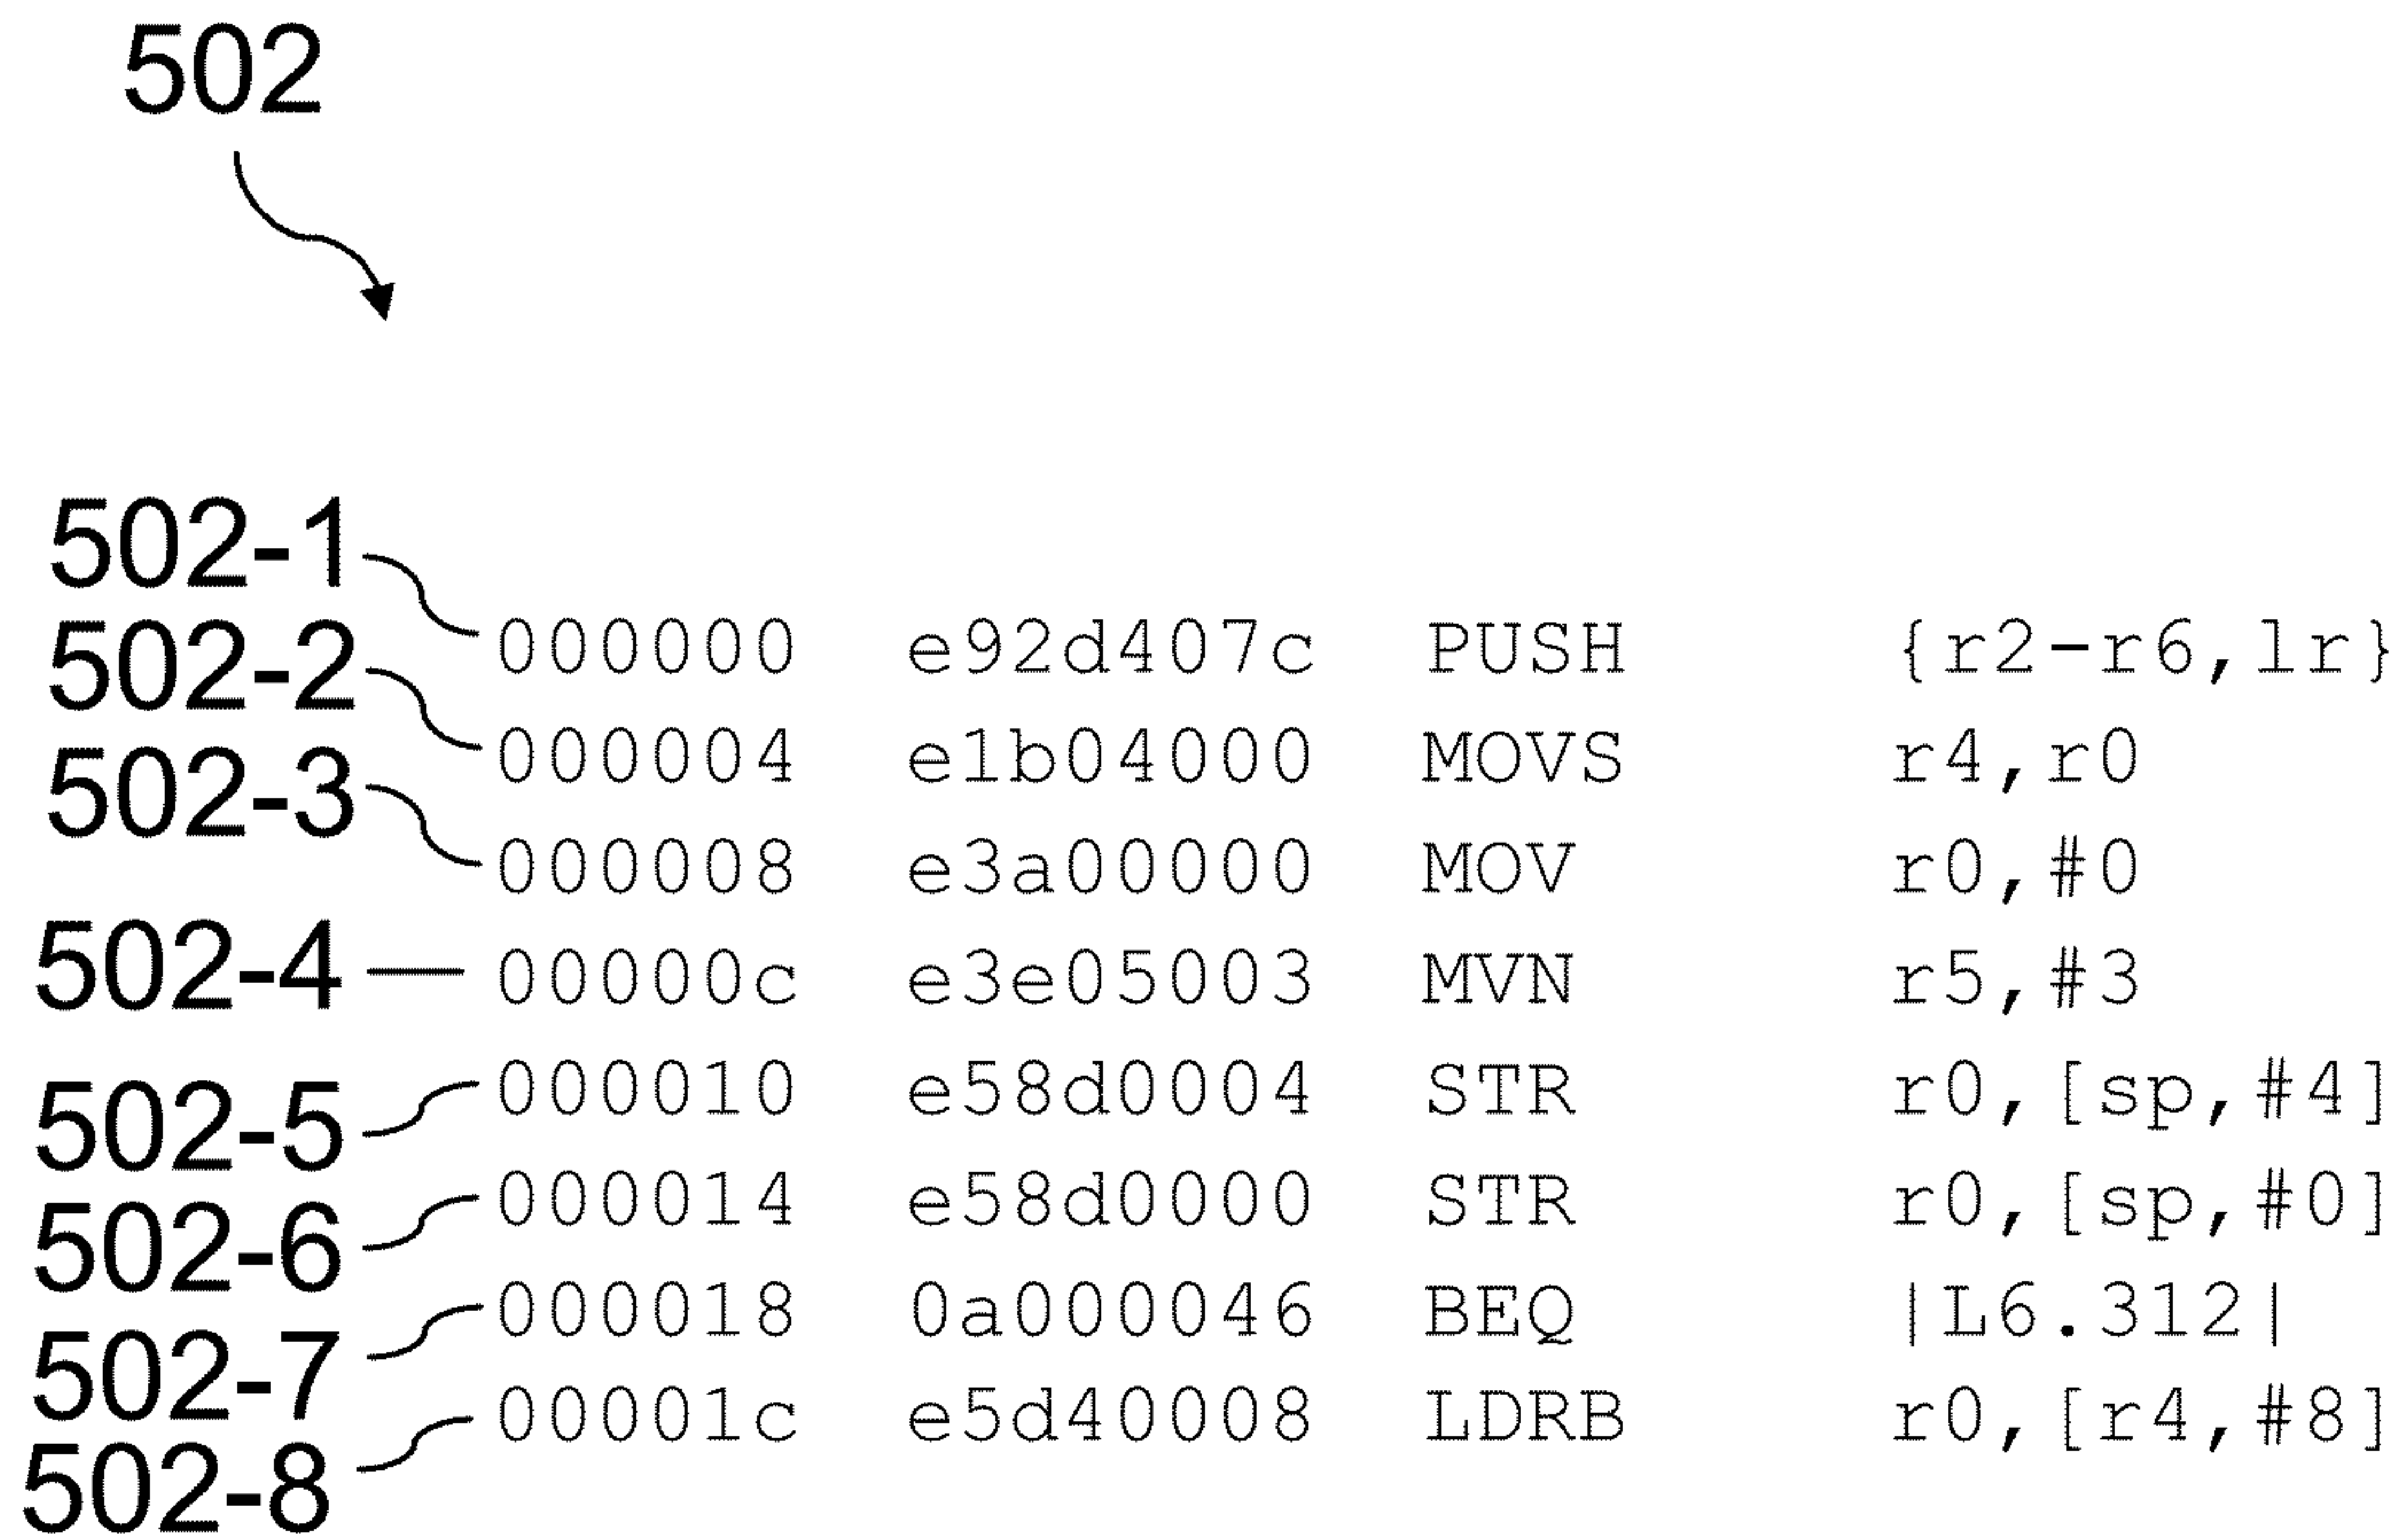 502
502-1 000000 e92d407c PUSH {r2-r6,lr}
502-2 000004 e1b04000 MOVS r4,r0
502-3 000008 e3a00000 MOV r0,#0
502-4 00000c e3e05003 MVN r5,#3
502-5 000010 e58d0004 STR r0,[sp,#4]
502-6 000014 e58d0000 STR r0,[sp,#0]
502-7 000018 0a000046 BEQ |L6.312|
502-8 00001c e5d40008 LDRB r0,[r4,#8]